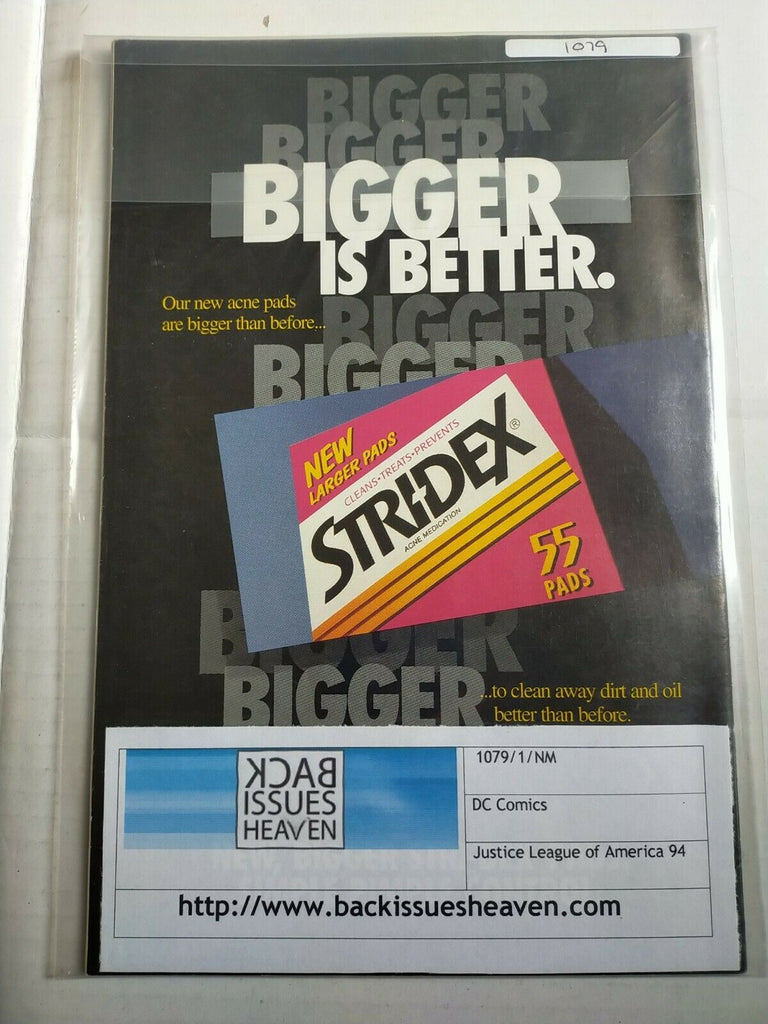 1079
BIGGER
BIGGER
BIGGER
IS BETTER.
Our new acne pads
are bigger than before...
BIGGER
BIGGER
NEW
LARGER PADS
CLEANS•TREATS•PREVENTS
STRI-DEX®
ACNE MEDICATION
55
PADS
BIGGER
BIGGER
...to clean away dirt and oil
better than before.
BACK
ISSUES
HEAVEN
1079/1/NM
DC Comics
Justice League of America 94
http://www.backissuesheaven.com